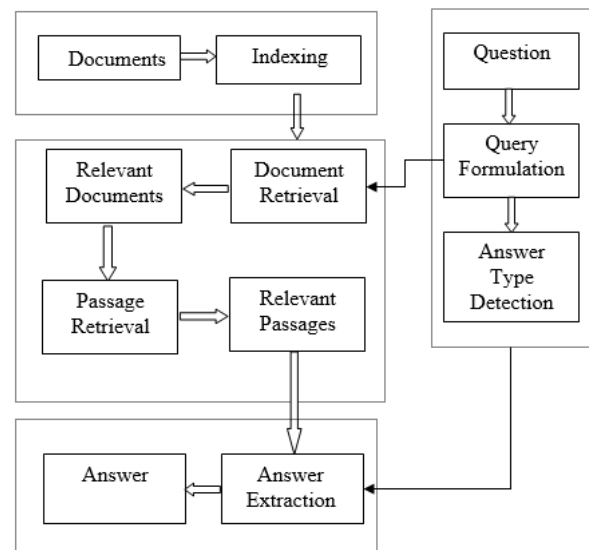 Documents
Indexing
Question
Query
Formulation
Relevant
Documents
Document
Retrieval
Answer
Type
Detection
Passage
Retrieval
Relevant
Passages
Answer
Answer
Extraction